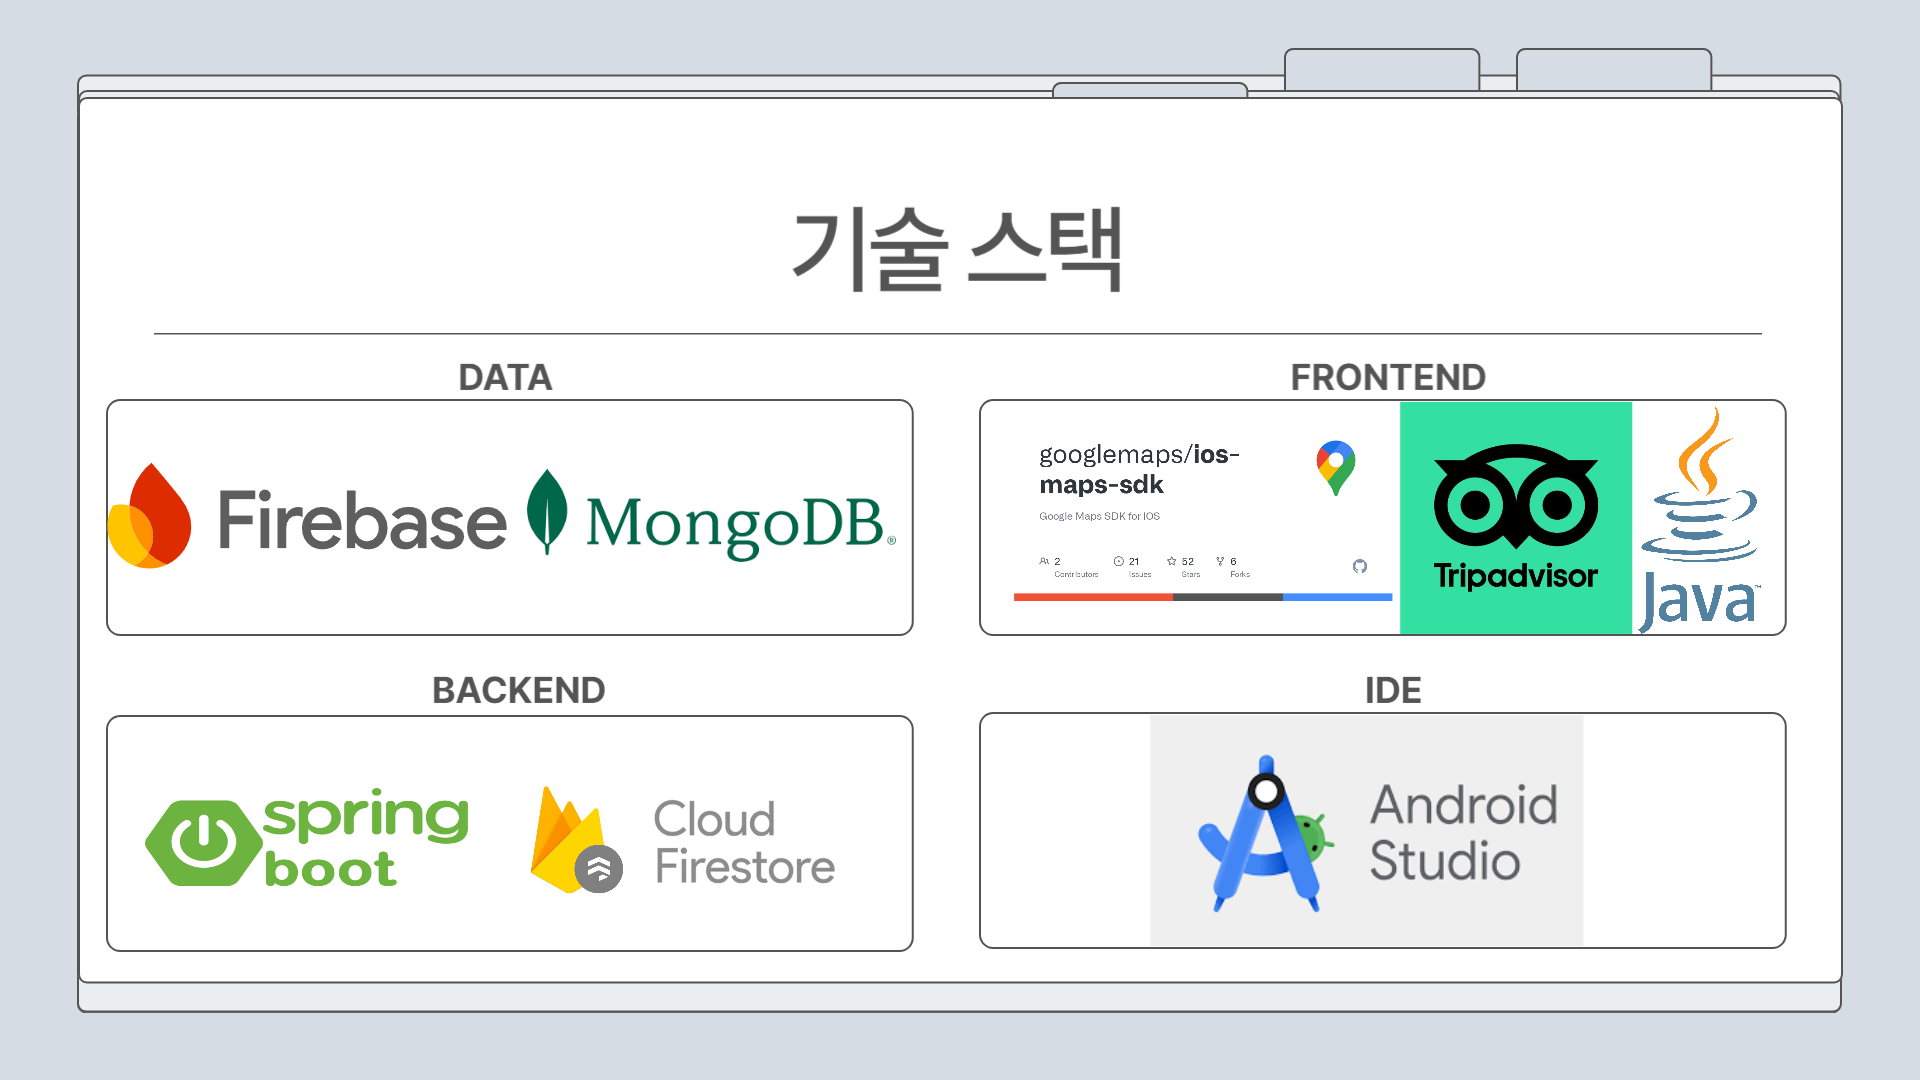 기술 스택
DATA
FRONTEND
Firebase
MongoDB®
googlemaps/ios-
maps-sdk
Google Maps SDK for iOS
2
Contributors
21
Issues
52
Stars
6
Forks
Tripadvisor
Java™
BACKEND
IDE
spring
boot
Cloud
Firestore
Android
Studio